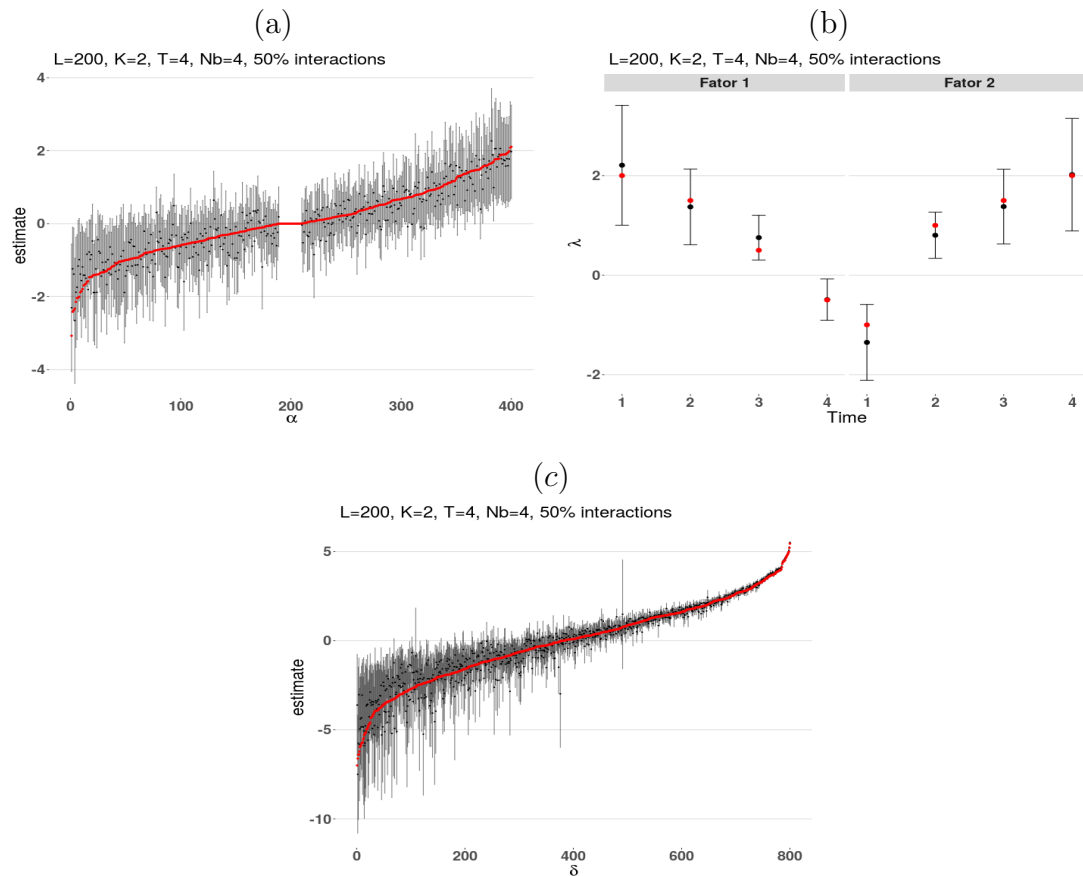 (a)
L=200, K=2, T=4, Nb=4, 50% interactions
4
2
0
-2
-4
estimate
0 100 200 300 400
α
(b)
L=200, K=2, T=4, Nb=4, 50% interactions
Fator 1 Fator 2
2
0
-2
λ
1 2 3 4 1 2 3 4
Time
(c)
L=200, K=2, T=4, Nb=4, 50% interactions
5
0
-5
-10
estimate
0 200 400 600 800
δ